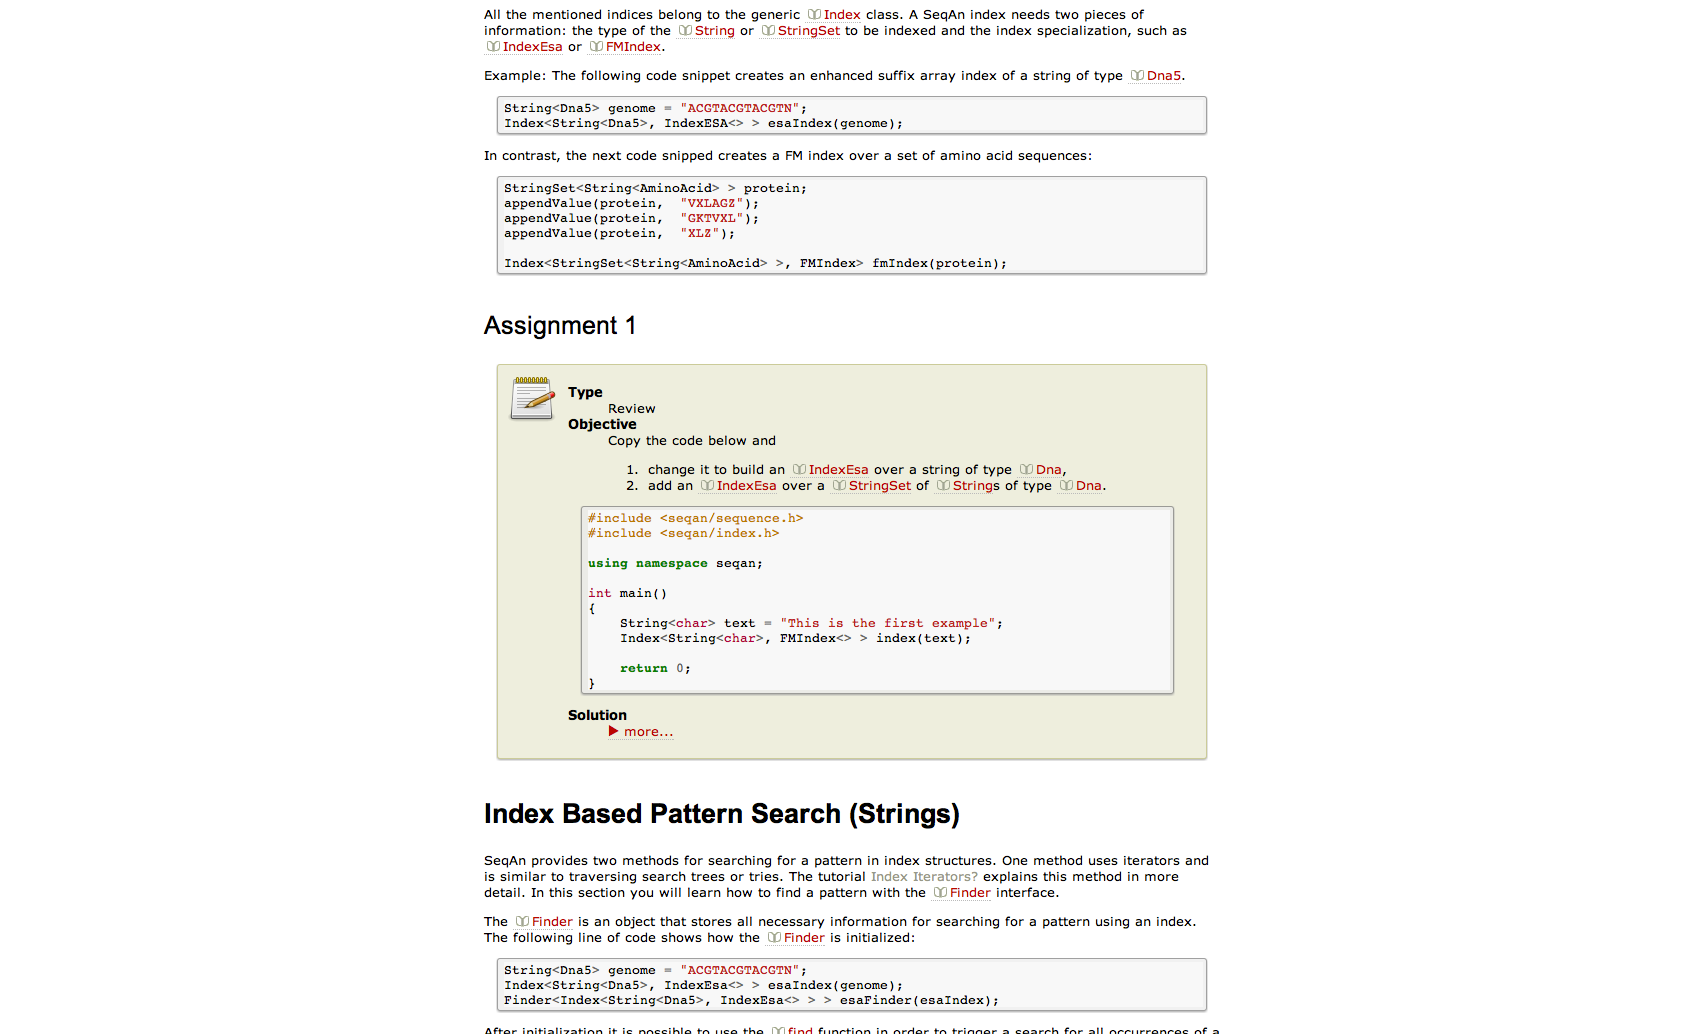 All the mentioned indices belong to the generic Index class. A SeqAn index needs two pieces of
information: the type of the String or StringSet to be indexed and the index specialization, such as
IndexEsa or FMIndex.
Example: The following code snippet creates an enhanced suffix array index of a string of type Dna5.
String<Dna5> genome = "ACGTACGTACGTN";
Index<String<Dna5>, IndexESA<> > esaIndex(genome);
In contrast, the next code snipped creates a FM index over a set of amino acid sequences:
StringSet<String<AminoAcid> > protein;
appendValue(protein,  "VXLAGZ");
appendValue(protein,  "GKTVXL");
appendValue(protein,  "XLZ");
Index<StringSet<String<AminoAcid> >, FMIndex> fmIndex(protein);
Assignment 1
Type
Review
Objective
Copy the code below and
1. change it to build an IndexEsa over a string of type Dna,
2. add an IndexEsa over a StringSet of Strings of type Dna.
#include <seqan/sequence.h>
#include <seqan/index.h>
using namespace seqan;
int main()
{
    String<char> text = "This is the first example";
    Index<String<char>, FMIndex<> > index(text);
    return 0;
}
Solution
more...
Index Based Pattern Search (Strings)
SeqAn provides two methods for searching for a pattern in index structures. One method uses iterators and
is similar to traversing search trees or tries. The tutorial Index Iterators? explains this method in more
detail. In this section you will learn how to find a pattern with the Finder interface.
The Finder is an object that stores all necessary information for searching for a pattern using an index.
The following line of code shows how the Finder is initialized:
String<Dna5> genome = "ACGTACGTACGTN";
Index<String<Dna5>, IndexEsa<> > esaIndex(genome);
Finder<Index<String<Dna5>, IndexEsa<> > > esaFinder(esaIndex);
After initialization it is possible to use the find function in order to trigger a search for all occurrences of a